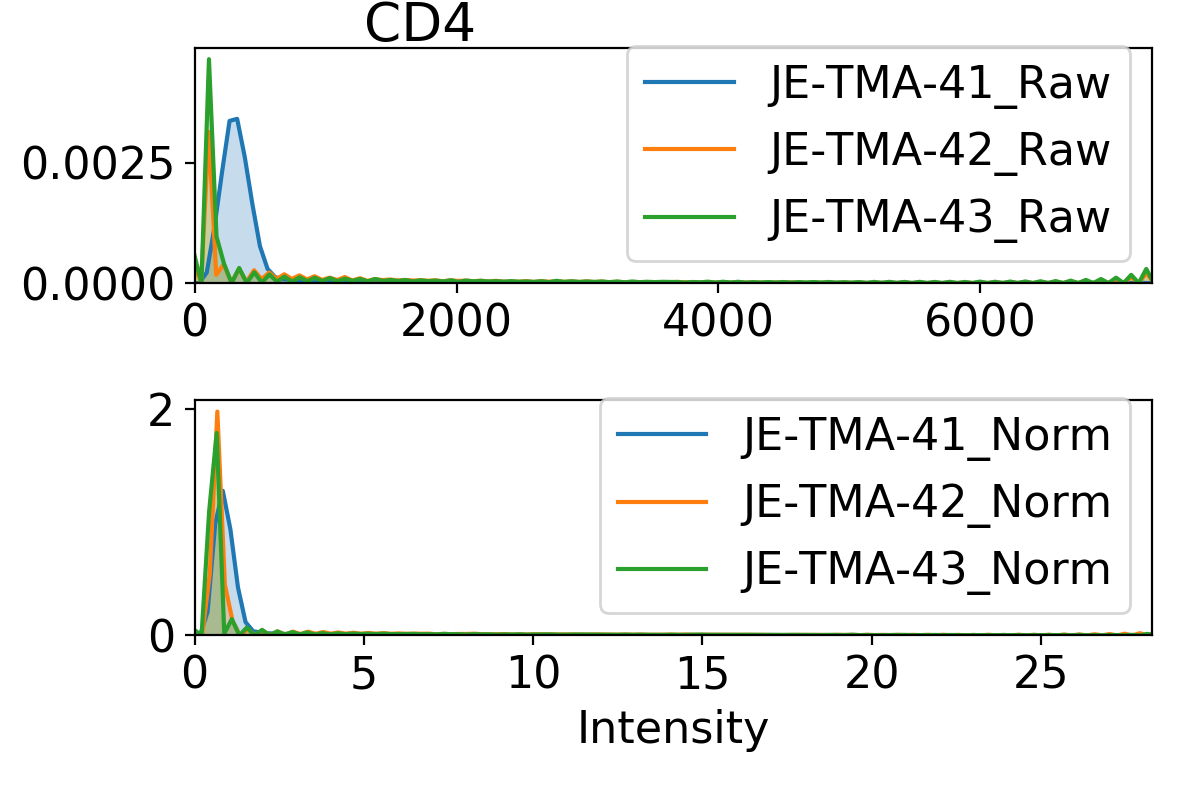 CD4
JE-TMA-41_Raw
JE-TMA-42_Raw
JE-TMA-43_Raw
0.0025
0.0000
0 2000 4000 6000
JE-TMA-41_Norm
JE-TMA-42_Norm
JE-TMA-43_Norm
2
0
0 5 10 15 20 25
Intensity